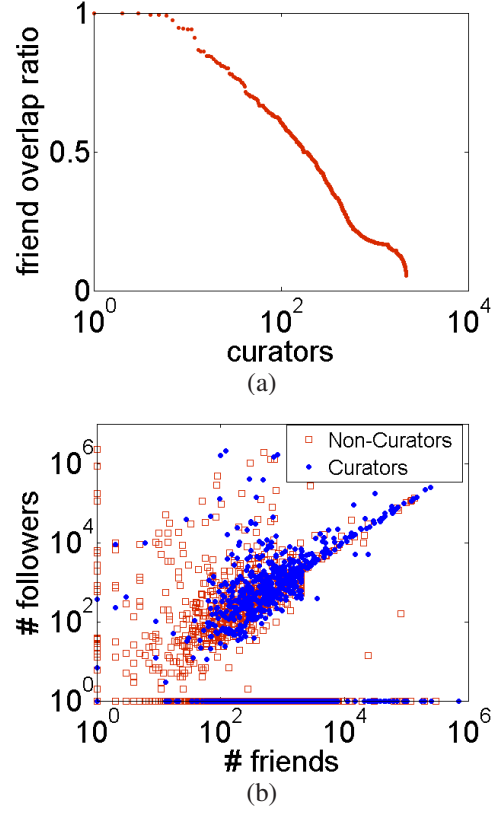 1
0.5
0
10^0
10^2
10^4
friend overlap ratio
curators
(a)
Non-Curators
Curators
10^6
10^4
10^2
10^0
# followers
10^0
10^2
10^4
10^6
# friends
(b)